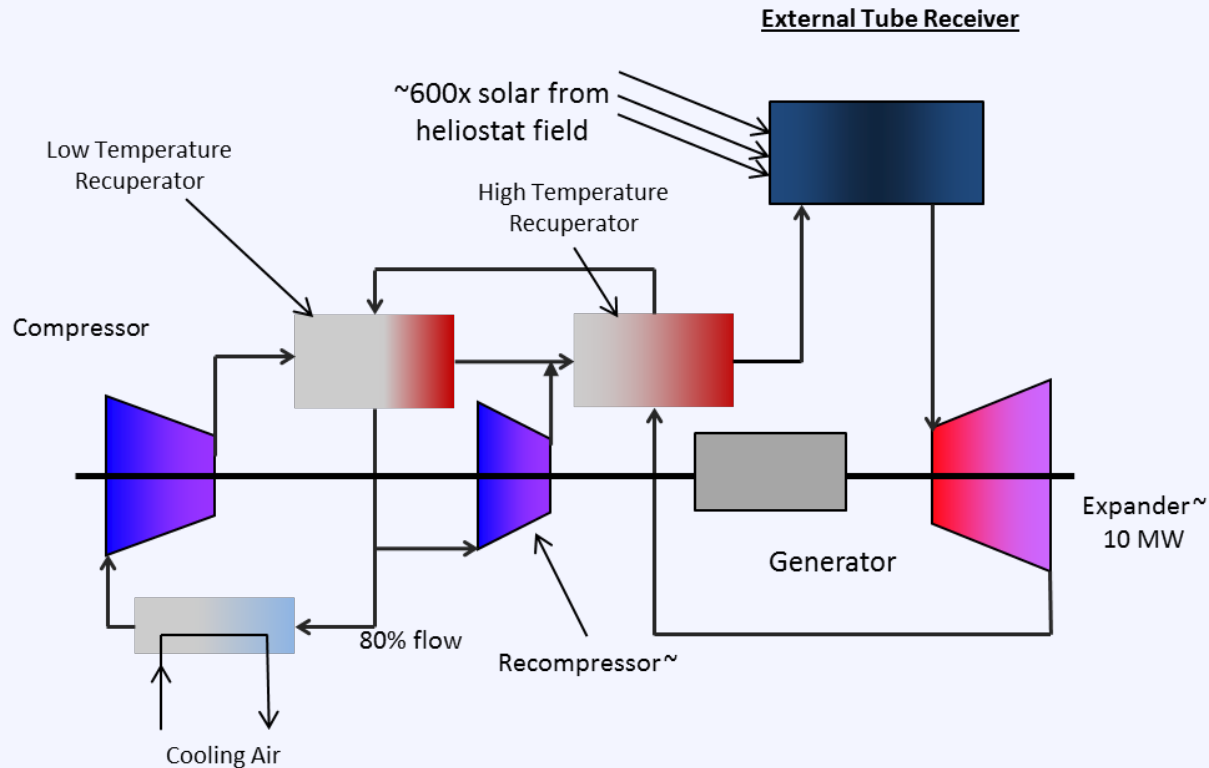 External Tube Receiver
~600x solar from
heliostat field
Low Temperature
Recuperator
High Temperature
Recuperator
Compressor
Expander~
10 MW
Generator
80% flow
Recompressor~
Cooling Air